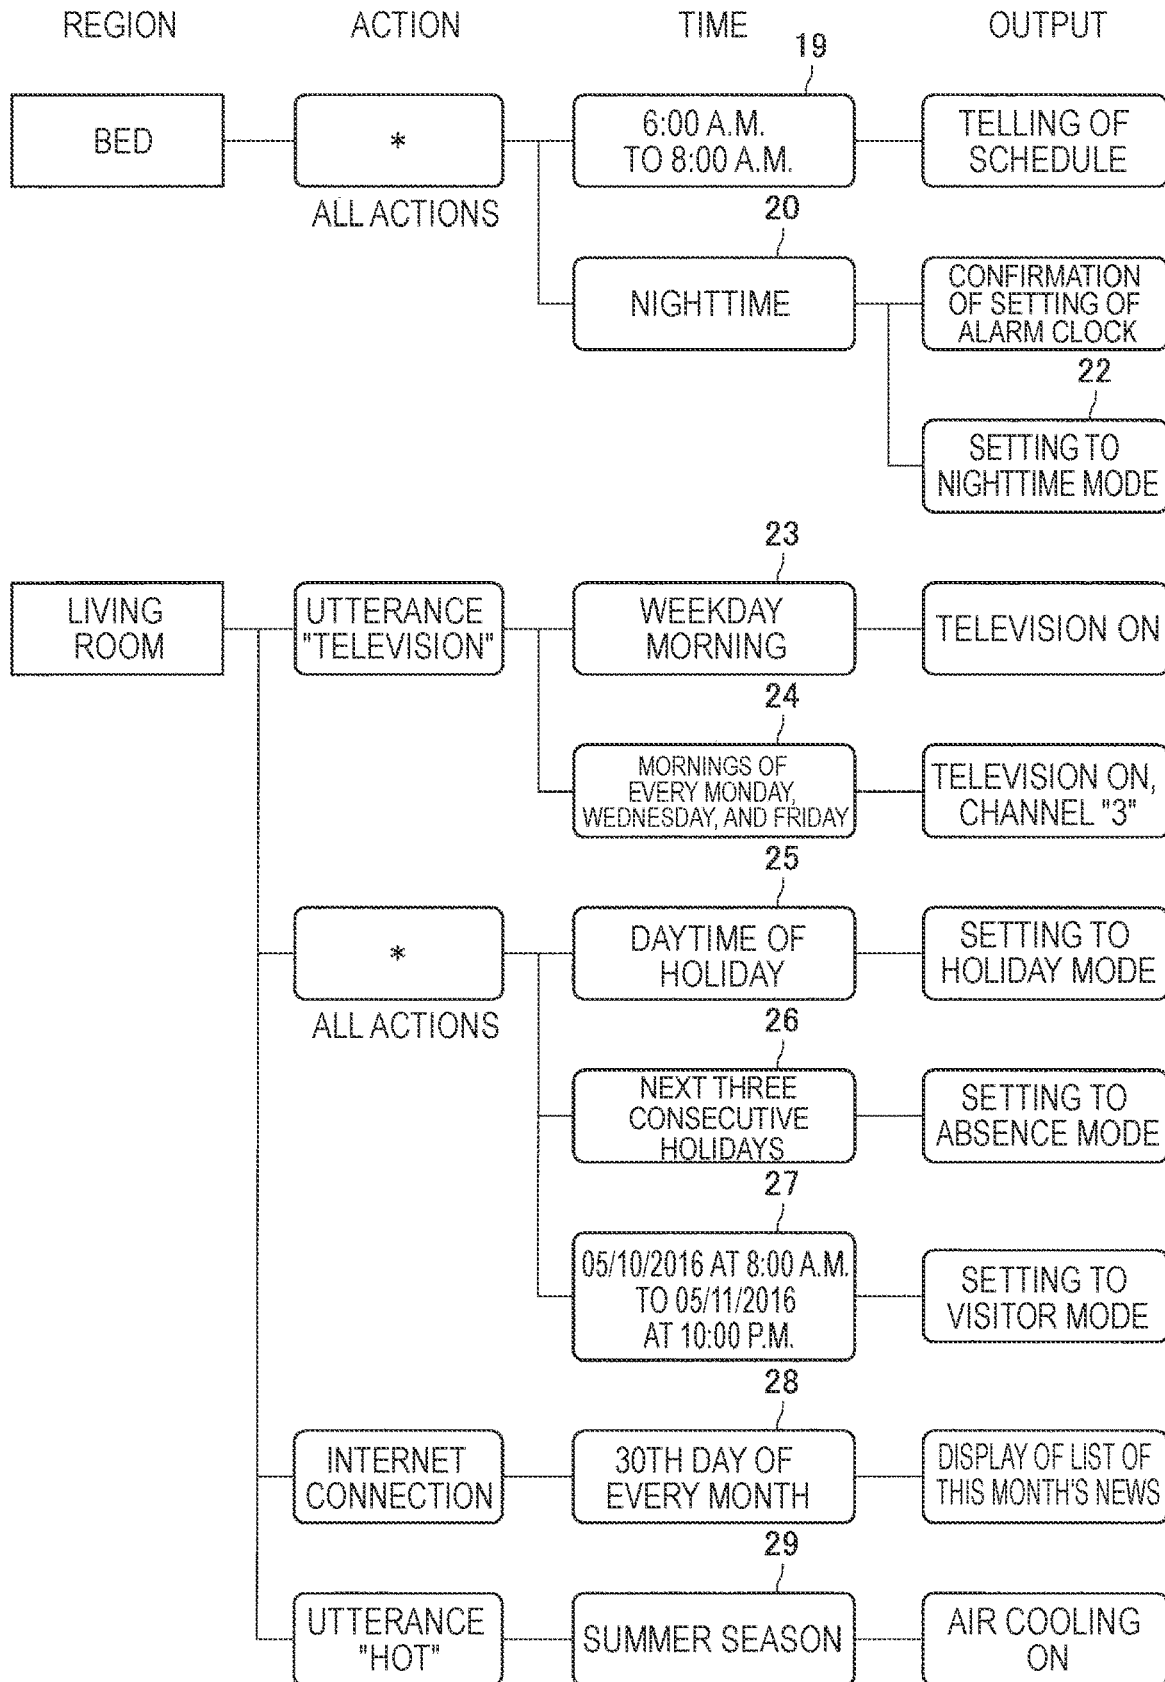 REGION
ACTION
TIME
OUTPUT
19
BED
*
ALL ACTIONS
6:00 A.M.
TO 8:00 A.M.
TELLING OF
SCHEDULE
20
NIGHTTIME
CONFIRMATION
OF SETTING OF
ALARM CLOCK
22
SETTING TO
NIGHTTIME MODE
23
LIVING
ROOM
UTTERANCE
"TELEVISION"
WEEKDAY
MORNING
TELEVISION ON
24
MORNINGS OF
EVERY MONDAY,
WEDNESDAY, AND FRIDAY
TELEVISION ON,
CHANNEL "3"
25
*
ALL ACTIONS
DAYTIME OF
HOLIDAY
SETTING TO
HOLIDAY MODE
26
NEXT THREE
CONSECUTIVE
HOLIDAYS
SETTING TO
ABSENCE MODE
27
05/10/2016 AT 8:00 A.M.
TO 05/11/2016
AT 10:00 P.M.
SETTING TO
VISITOR MODE
28
INTERNET
CONNECTION
30TH DAY OF
EVERY MONTH
DISPLAY OF LIST OF
THIS MONTH'S NEWS
29
UTTERANCE
"HOT"
SUMMER SEASON
AIR COOLING
ON